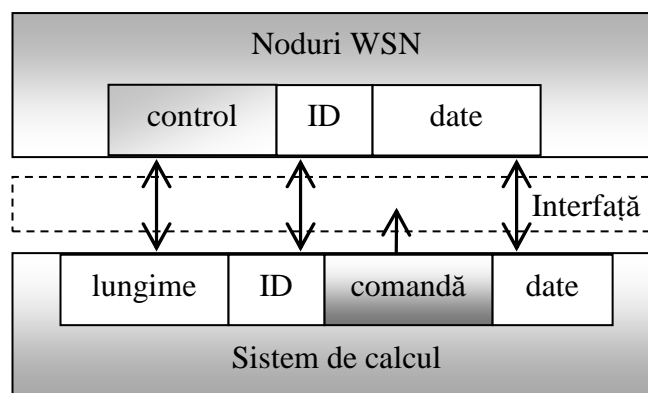 Noduri WSN
control ID date
Interfață
lungime ID comandă date
Sistem de calcul